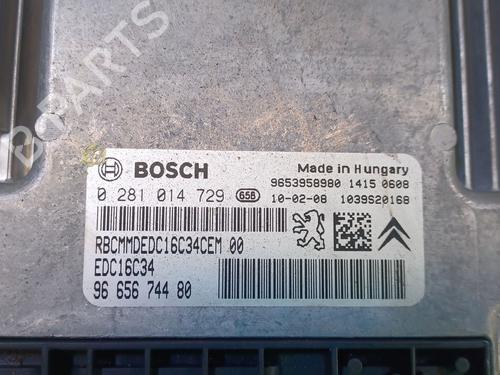 B PARTS
BOSCH
Made in Hungary
9653958980 1415 0608
0 281 014 729 65B
10-02-08 1039S20168
RBCMMDEDC16C34CEM 00
EDC16C34
96 656 744 80